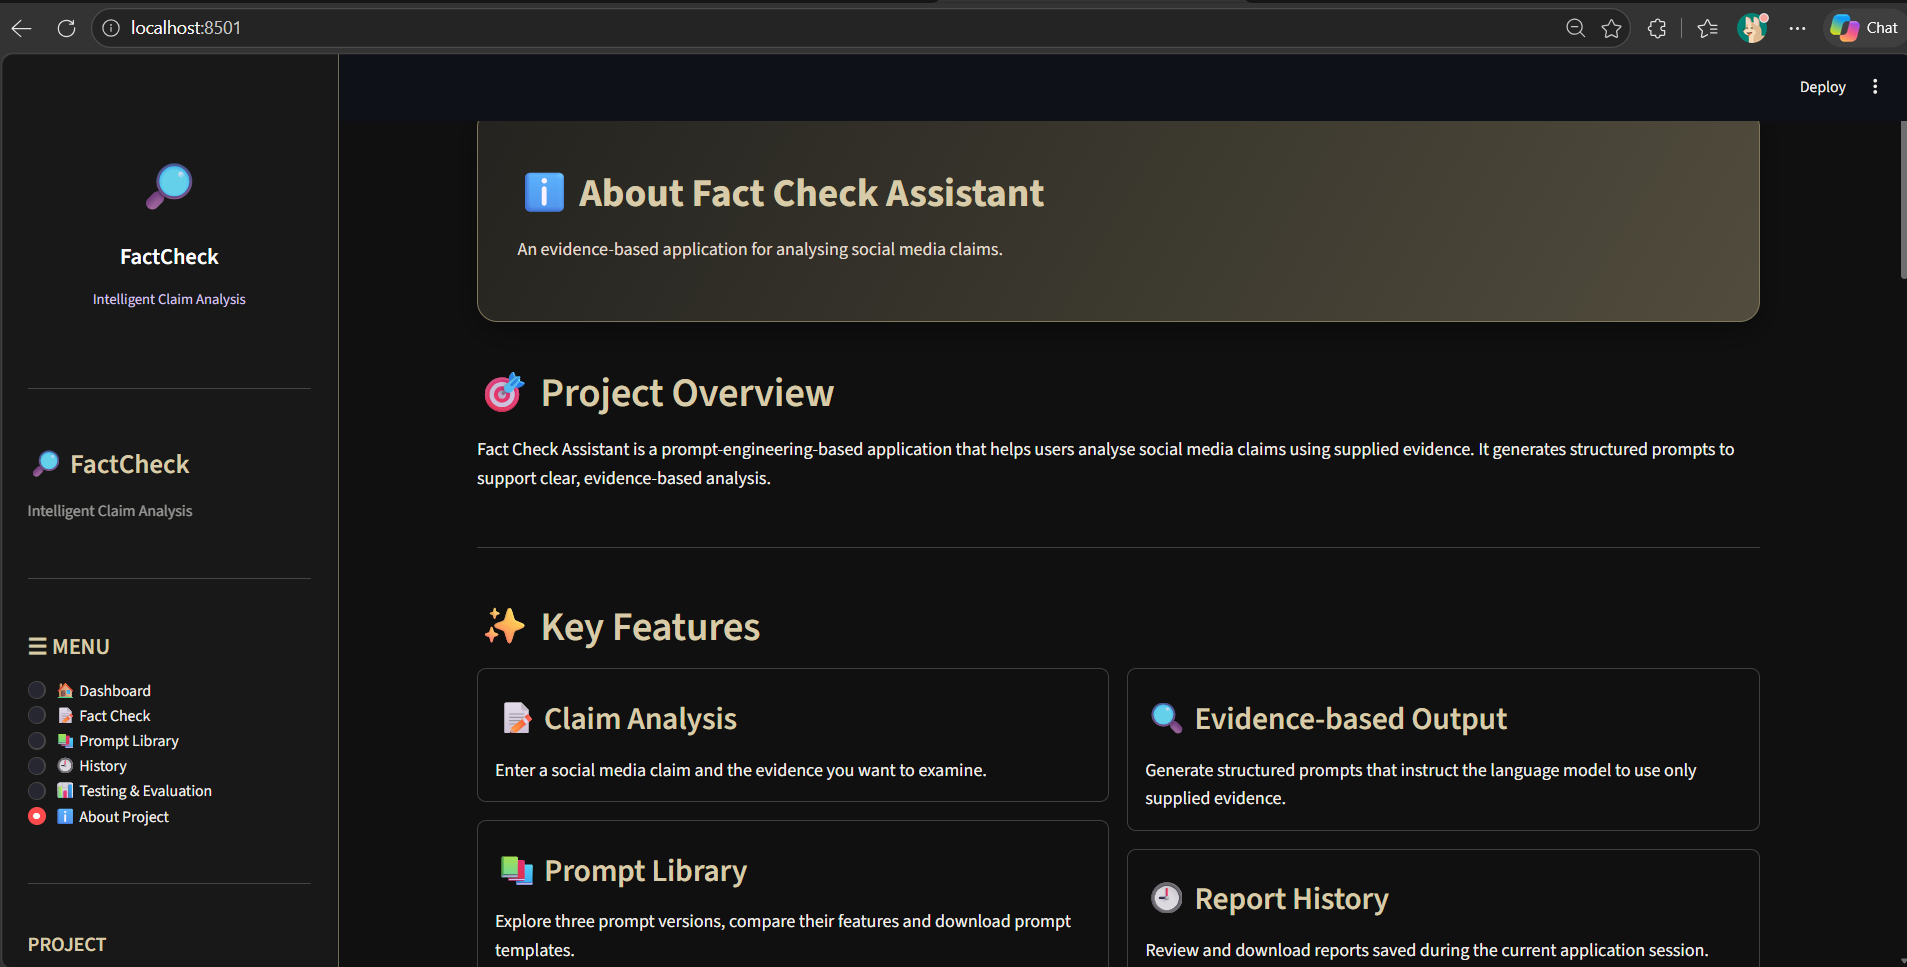 localhost:8501
Chat
Deploy
FactCheck
Intelligent Claim Analysis
FactCheck
Intelligent Claim Analysis
☰ MENU
Dashboard
Fact Check
Prompt Library
History
Testing & Evaluation
About Project
PROJECT
About Fact Check Assistant
An evidence-based application for analysing social media claims.
Project Overview
Fact Check Assistant is a prompt-engineering-based application that helps users analyse social media claims using supplied evidence. It generates structured prompts to
support clear, evidence-based analysis.
Key Features
Claim Analysis
Enter a social media claim and the evidence you want to examine.
Evidence-based Output
Generate structured prompts that instruct the language model to use only
supplied evidence.
Prompt Library
Explore three prompt versions, compare their features and download prompt
templates.
Report History
Review and download reports saved during the current application session.